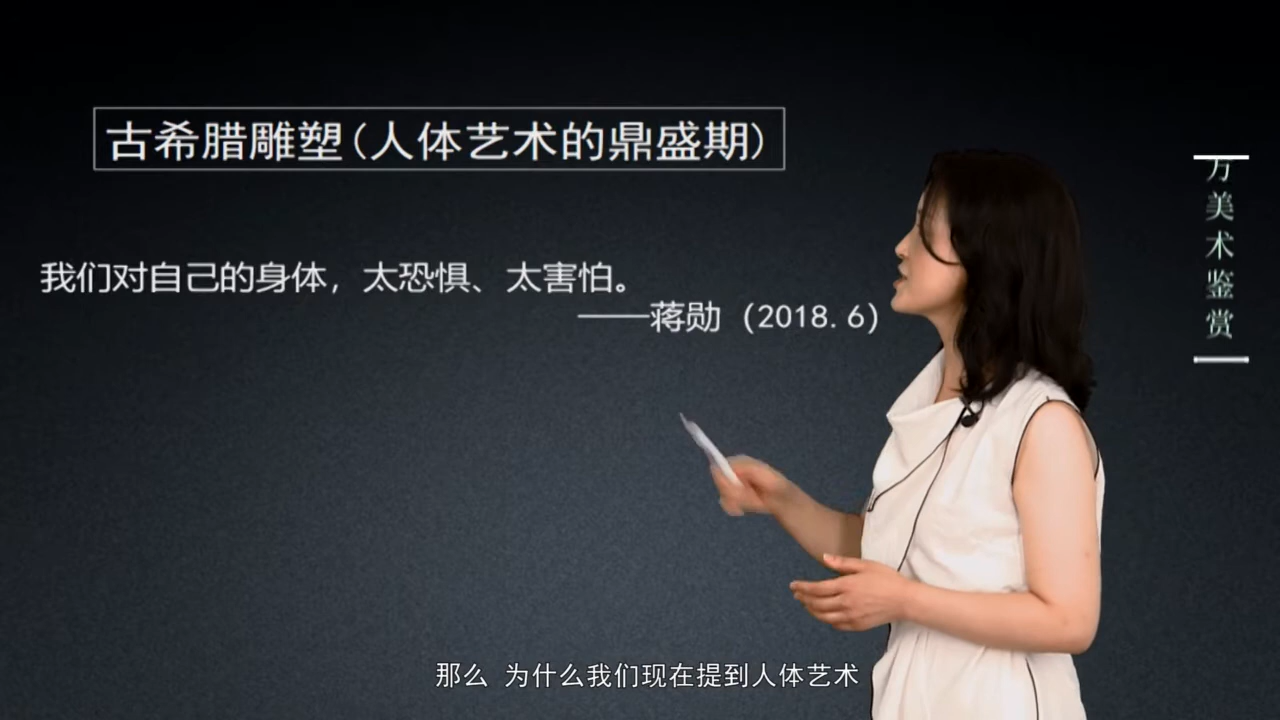 古希腊雕塑(人体艺术的鼎盛期)
我们对自己的身体，太恐惧、太害怕。
——蒋勋 (2018.6)
方美术鉴赏
那么 为什么我们现在提到人体艺术